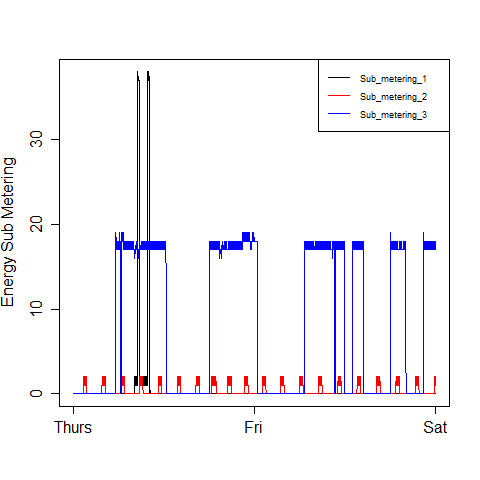 Sub_metering_1
Sub_metering_2
Sub_metering_3
Energy Sub Metering
30
20
10
0
Thurs Fri Sat